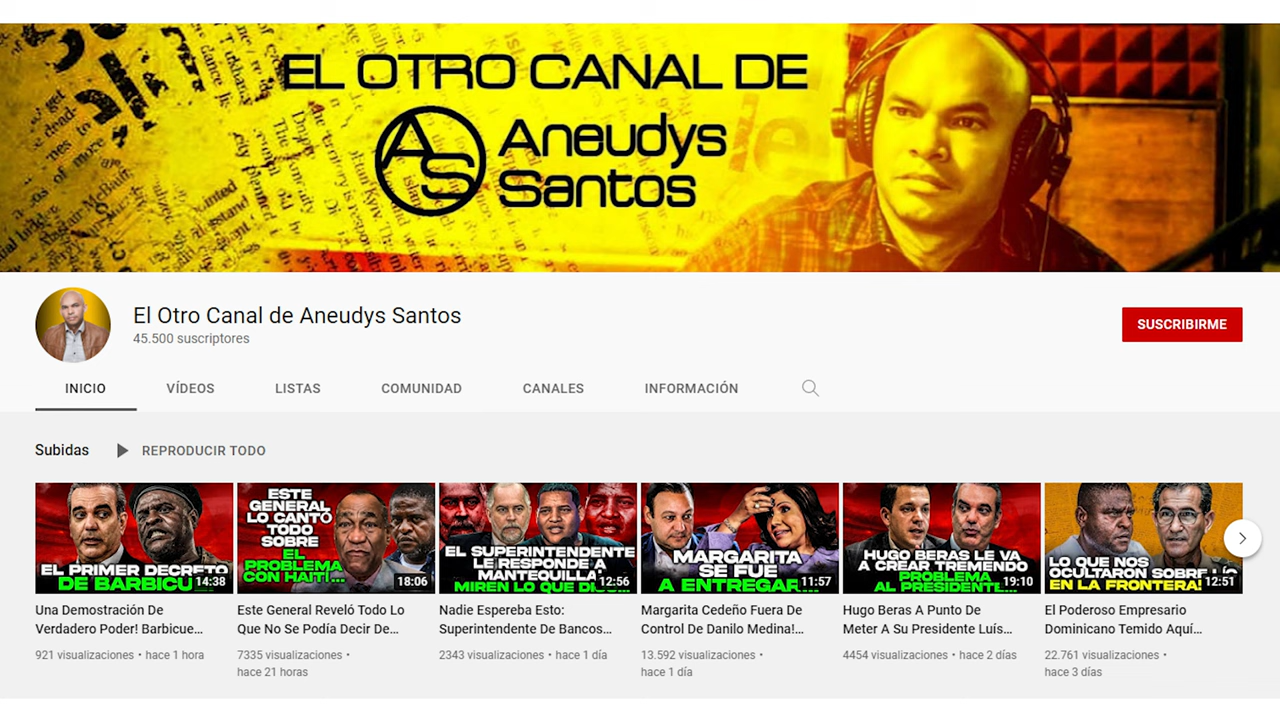 EL OTRO CANAL DE
AS Aneudys
Santos
El Otro Canal de Aneudys Santos
45.500 suscriptores
SUSCRIBIRME
INICIO VÍDEOS LISTAS COMUNIDAD CANALES INFORMACIÓN
Subidas REPRODUCIR TODO
EL PRIMER DECRETO
DE BARBICU
14:38
Una Demostración De
Verdadero Poder! Barbicue...
921 visualizaciones • hace 1 hora
ESTE
GENERAL
LO CANTÓ
TODO
SOBRE
EL
PROBLEMA
CON HAITÍ...
18:06
Este General Reveló Todo Lo
Que No Se Podía Decir De...
7335 visualizaciones •
hace 21 horas
EL SUPERINTENDENTE
LE RESPONDE A
MANTEQUILLA
MIREN LO QUE
12:56
Nadie Espereba Esto:
Superintendente De Bancos...
2343 visualizaciones • hace 1 día
MARGARITA
SE FUE
A ENTREGAR
11:57
Margarita Cedeño Fuera De
Control De Danilo Medina!...
13.592 visualizaciones •
hace 1 día
HUGO BERAS LE VA
A CREAR TREMENDO
PROBLEMA
AL PRESIDENTE...
19:10
Hugo Beras A Punto De
Meter A Su Presidente Luís...
4454 visualizaciones • hace 2 días
LO QUE NOS
OCULTARON SOBRE
EN LA FRONTERA!
12:51
El Poderoso Empresario
Dominicano Temido Aquí...
22.761 visualizaciones •
hace 3 días